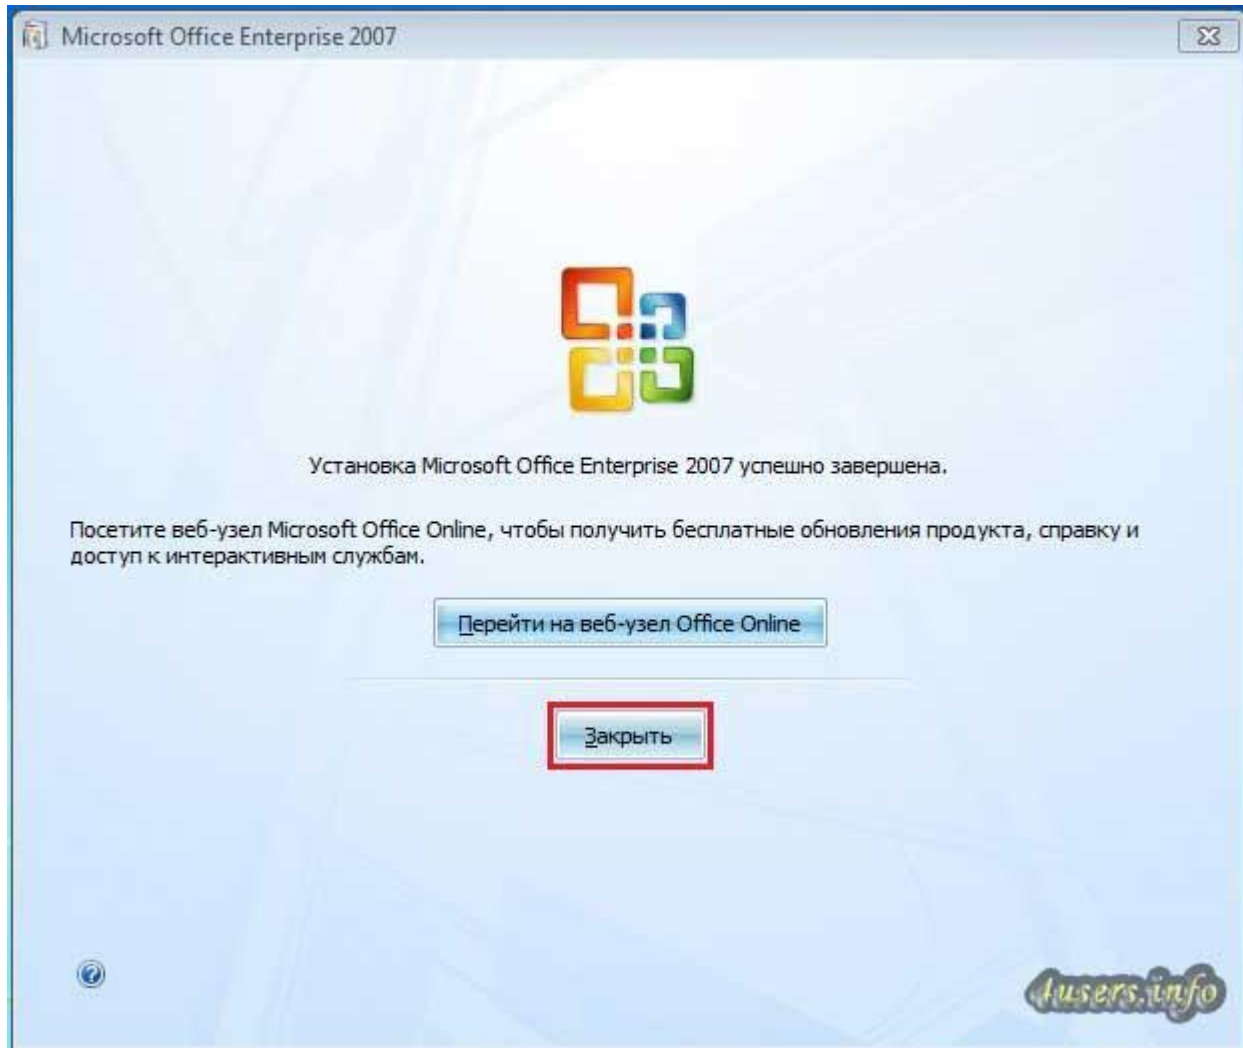 Microsoft Office Enterprise 2007
Установка Microsoft Office Enterprise 2007 успешно завершена.
Посетите веб-узел Microsoft Office Online, чтобы получить бесплатные обновления продукта, справку и
доступ к интерактивным службам.
Перейти на веб-узел Office Online
Закрыть
4users.info